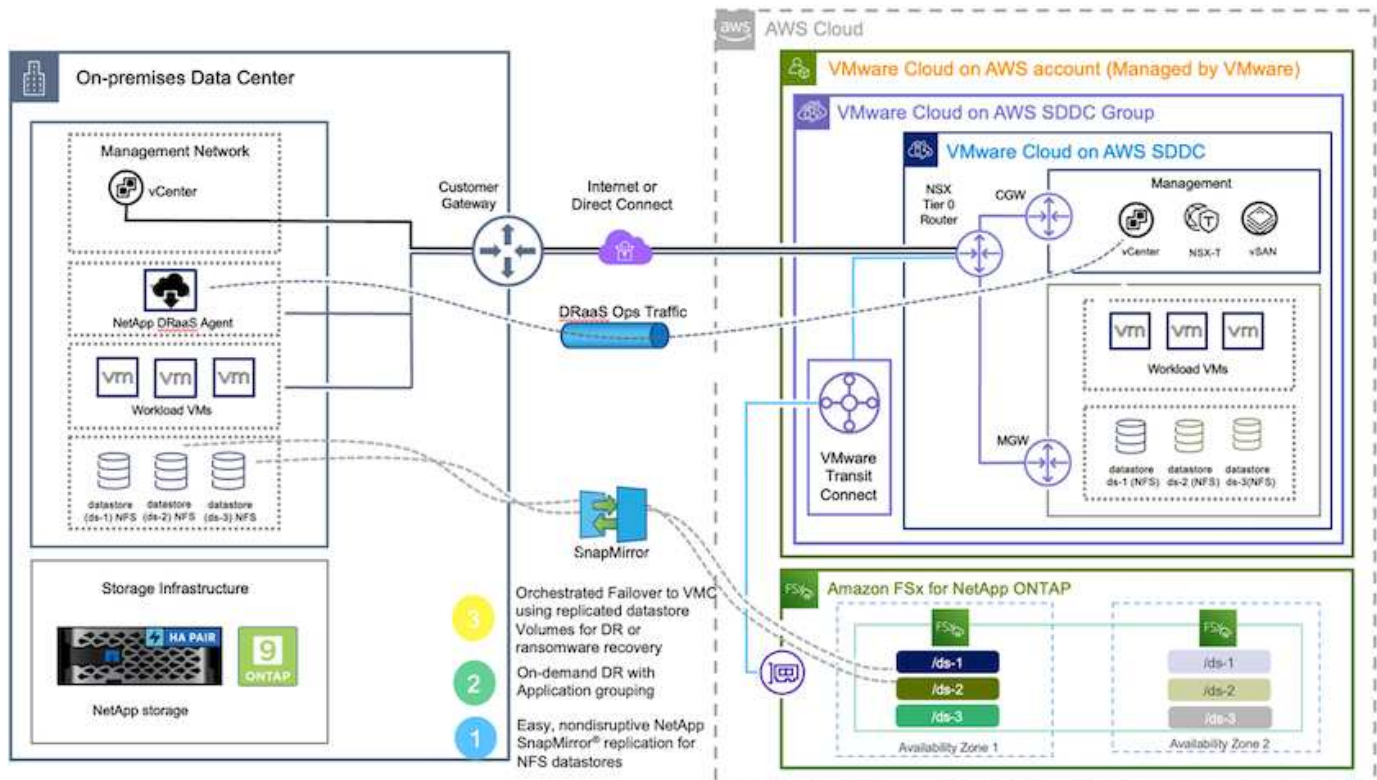 aws
AWS Cloud
On-premises Data Center
Management Network
vCenter
NetApp DRaaS Agent
vm
vm
vm
Workload VMs
datastore
(ds-1) NFS
datastore
(ds-2) NFS
datastore
(ds-3) NFS
Storage Infrastructure
HA PAIR
9
ONTAP
NetApp storage
Customer
Gateway
Internet or
Direct Connect
DRaaS Ops Traffic
SnapMirror
3
Orchestrated Failover to VMC
using replicated datastore
Volumes for DR or
ransomware recovery
2
On-demand DR with
Application grouping
1
Easy, nondisruptive NetApp
SnapMirror® replication for
NFS datastores
VMware Cloud on AWS account (Managed by VMware)
VMware Cloud on AWS SDDC Group
VMware Cloud on AWS SDDC
NSX
Tier 0
Router
CGW
Management
vCenter
T
NSX-T
vSAN
vm
vm
vm
Workload VMs
MGW
datastore
ds-1 (NFS)
datastore
ds-2 (NFS)
datastore
ds-3(NFS)
VMware
Transit
Connect
FSx
Amazon FSx for NetApp ONTAP
FSx
/ds-1
/ds-2
/ds-3
Availability Zone 1
FSx
/ds-1
/ds-2
/ds-3
Availability Zone 2